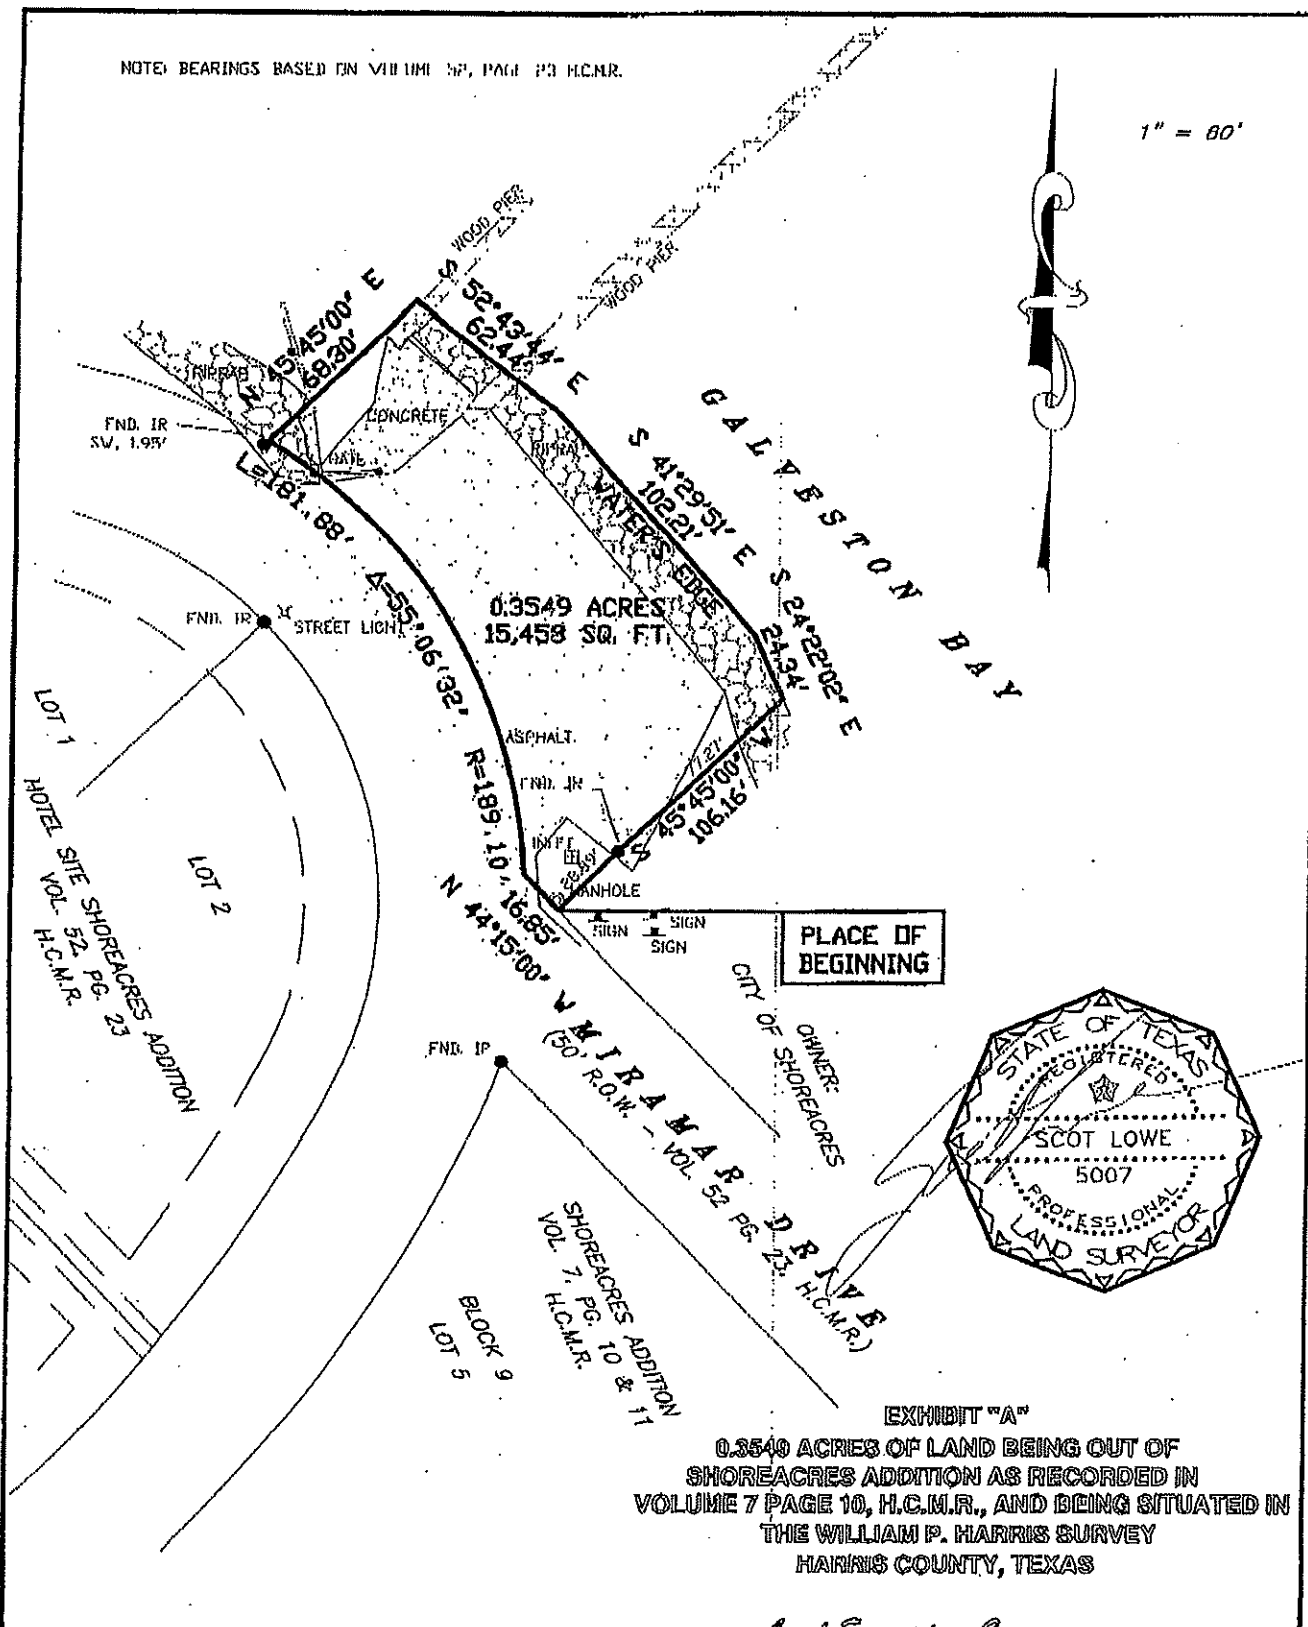 NOTE: BEARINGS BASED ON VOLUME 52, PAGE 23 H.C.M.R.
1" = 60'
WOOD PIER
WOOD PIER
N 45°45'00" E
68.30'
S 52°43'44" E
62.44'
RIPRAP
FND. IR
SW, 1.95'
CONCRETE
GATE
L=181.88'
RIPRAP
S 41°29'51" E
102.21'
GALVESTON BAY
WATER'S EDGE
S 24°22'02" E
24.34'
Δ=55°06'32"
0.3549 ACRES
15,458 SQ. FT.
FND. IR
STREET LIGHT
LOT 1
ASPHALT
R=189.10'
FND. IR
S 45°45'00" W
106.16'
HOTEL SITE SHOREACRES ADDITION
VOL. 52, PG. 23
H.C.M.R.
LOT 2
MANHOLE
16.85'
N 44°15'00" W
SIGN
SIGN
SIGN
PLACE OF
BEGINNING
FND. IP
MIRAMAR DRIVE
(50' R.O.W. - VOL. 52 PG. 23, H.C.M.R.)
OWNER:
CITY OF SHOREACRES
STATE OF TEXAS
REGISTERED
SCOT LOWE
5007
PROFESSIONAL
LAND SURVEYOR
SHOREACRES ADDITION
VOL. 7, PG. 10 & 11
H.C.M.R.
BLOCK 9
LOT 5
EXHIBIT "A"
0.3549 ACRES OF LAND BEING OUT OF
SHOREACRES ADDITION AS RECORDED IN
VOLUME 7 PAGE 10, H.C.M.R., AND BEING SITUATED IN
THE WILLIAM P. HARRIS SURVEY
HARRIS COUNTY, TEXAS